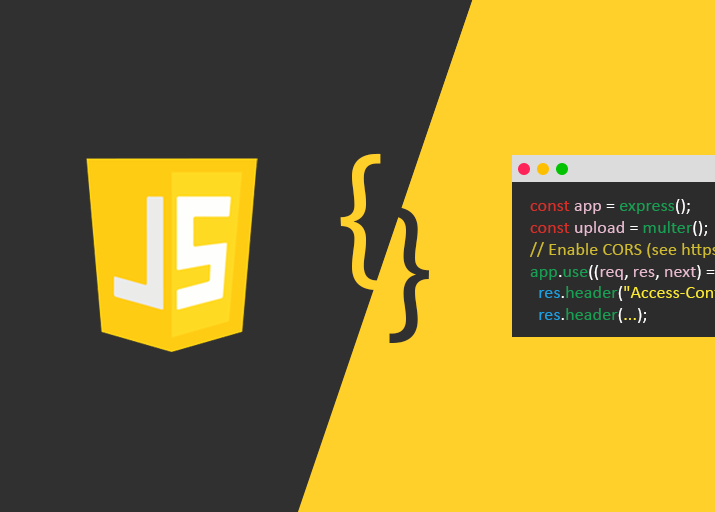 JS
{
}
const app = express();
const upload = multer();
// Enable CORS (see https
app.use((req, res, next) =
res.header("Access-Con
res.header(...);